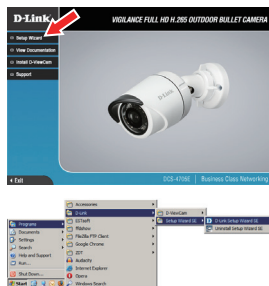 D-Link
VIGILANCE FULL HD H.265 OUTDOOR BULLET CAMERA
Setup Wizard
View Documentation
Install D-ViewCam
Support
D-Link
Exit
DCS-4705E Business Class Networking
Accessories
D-Link
EGTsoft
ffdshow
FileZilla FTP Client
Google Chrome
IDT
Audacity
Internet Explorer
Opera
Windows Search
D-ViewCam
Setup Wizard SE
D-Link Setup Wizard SE
Uninstall Setup Wizard SE
Programs
Documents
Settings
Search
Help and Support
Run...
Shut Down...
Start